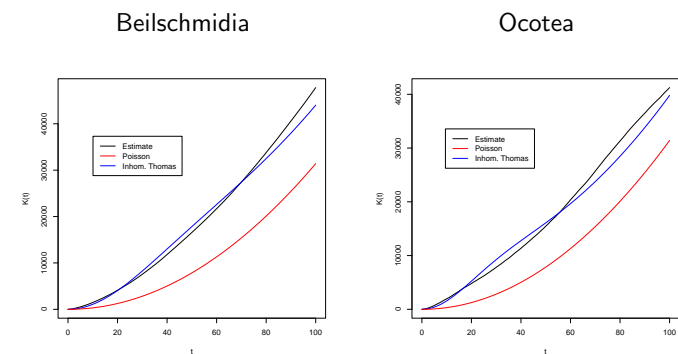 Beilschmidia
Ocotea
Estimate
Poisson
Inhom. Thomas
K(t)
40000
30000
20000
10000
0
0 20 40 60 80 100
t
Estimate
Poisson
Inhom. Thomas
K(t)
40000
30000
20000
10000
0
0 20 40 60 80 100
t